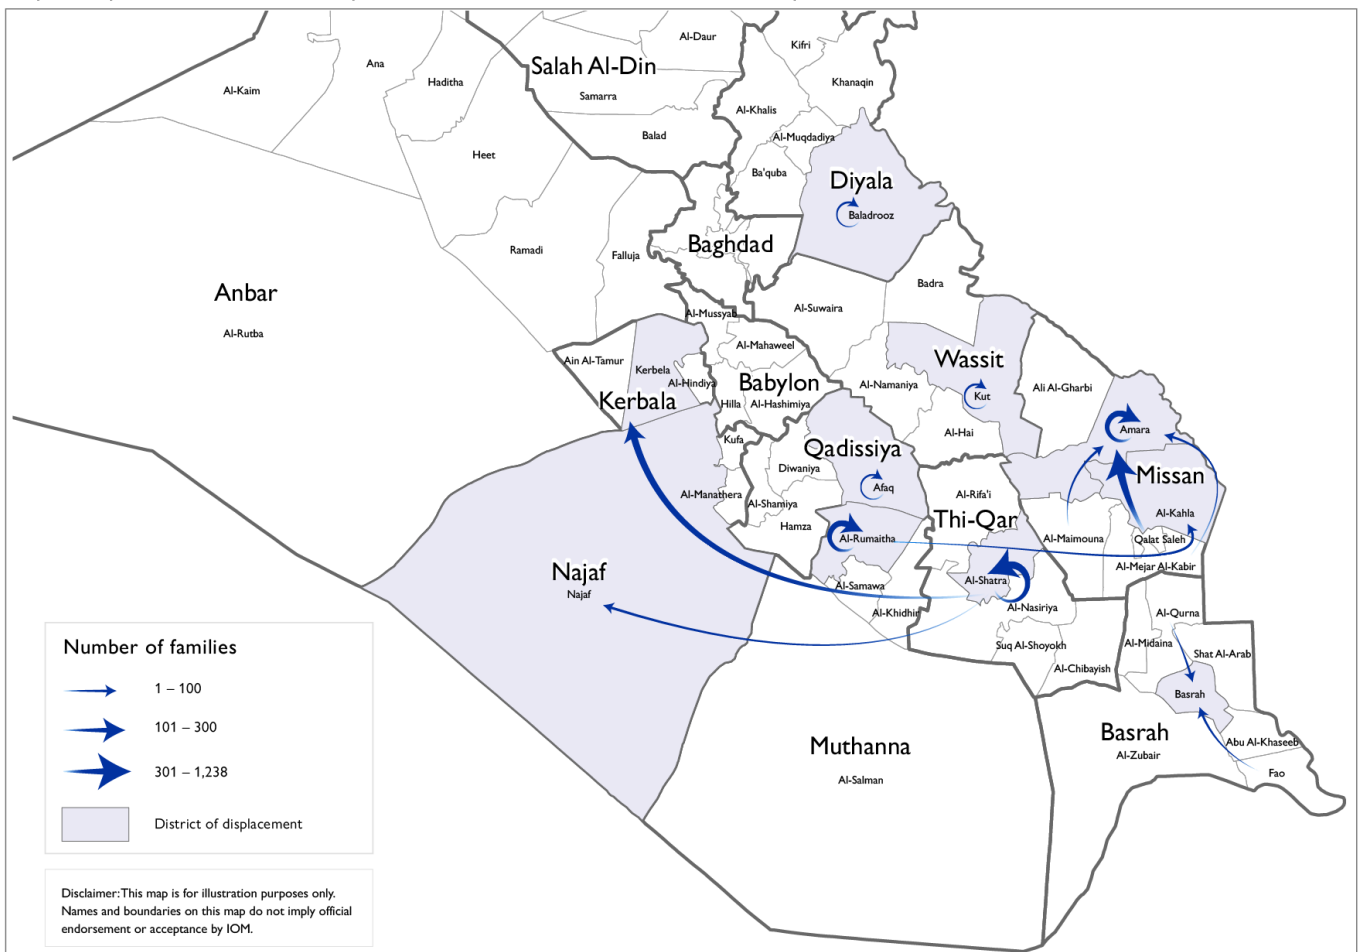 Al-Daur
Kifri
Salah Al-Din
Ana
Haditha
Khanaqin
Al-Kaim
Samarra
Al-Khalis
Balad
Al-Muqdadiya
Heet
Ba'quba
Diyala
Baladrooz
Baghdad
Ramadi
Falluja
Badra
Anbar
Al-Suwaira
Al-Mussyab
Al-Rutba
Al-Mahaweel
Wassit
Ain Al-Tamur
Kerbela
Al-Hindiya
Babylon
Al-Namaniya
Ali Al-Gharbi
Kut
Kerbala
Hilla
Al-Hashimiya
Al-Hai
Amara
Kufa
Qadissiya
Diwaniya
Missan
Afaq
Al-Manathera
Al-Rifa'i
Al-Shamiya
Al-Kahla
Thi-Qar
Hamza
Al-Rumaitha
Al-Maimouna
Qalat Saleh
Al-Mejar Al-Kabir
Najaf
Najaf
Al-Samawa
Al-Shatra
Al-Khidhir
Al-Nasiriya
Al-Qurna
Suq Al-Shoyokh
Al-Midaina
Shat Al-Arab
Al-Chibayish
Basrah
Muthanna
Al-Salman
Basrah
Al-Zubair
Abu Al-Khaseeb
Fao
Number of families
1 – 100
101 – 300
301 – 1,238
District of displacement
Disclaimer: This map is for illustration purposes only.
Names and boundaries on this map do not imply official
endorsement or acceptance by IOM.